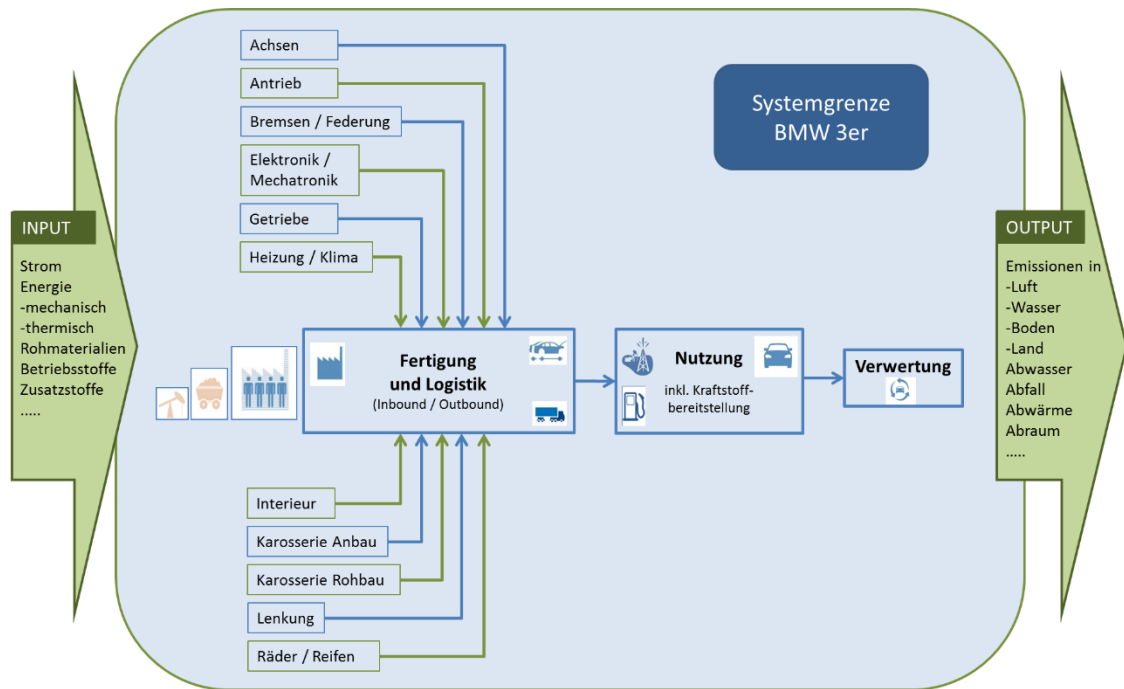 Achsen
Antrieb
Bremsen / Federung
Elektronik /
Mechatronik
Getriebe
Heizung / Klima
Systemgrenze
BMW 3er
INPUT
Strom
Energie
-mechanisch
-thermisch
Rohmaterialien
Betriebsstoffe
Zusatzstoffe
.....
Fertigung
und Logistik
(Inbound / Outbound)
Nutzung
inkl. Kraftstoff-
bereitstellung
Verwertung
OUTPUT
Emissionen in
-Luft
-Wasser
-Boden
-Land
Abwasser
Abfall
Abwärme
Abraum
.....
Interieur
Karosserie Anbau
Karosserie Rohbau
Lenkung
Räder / Reifen